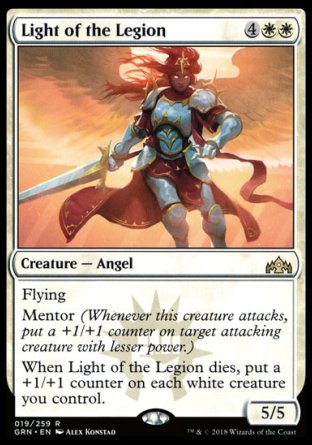 Light of the Legion 4
Creature — Angel
Flying
Mentor (Whenever this creature attacks,
put a +1/+1 counter on target attacking
creature with lesser power.)
When Light of the Legion dies, put a
+1/+1 counter on each white creature
you control.
5/5
019/259 R
GRN • EN ALEX KONSTAD
™ & © 2018 Wizards of the Coast